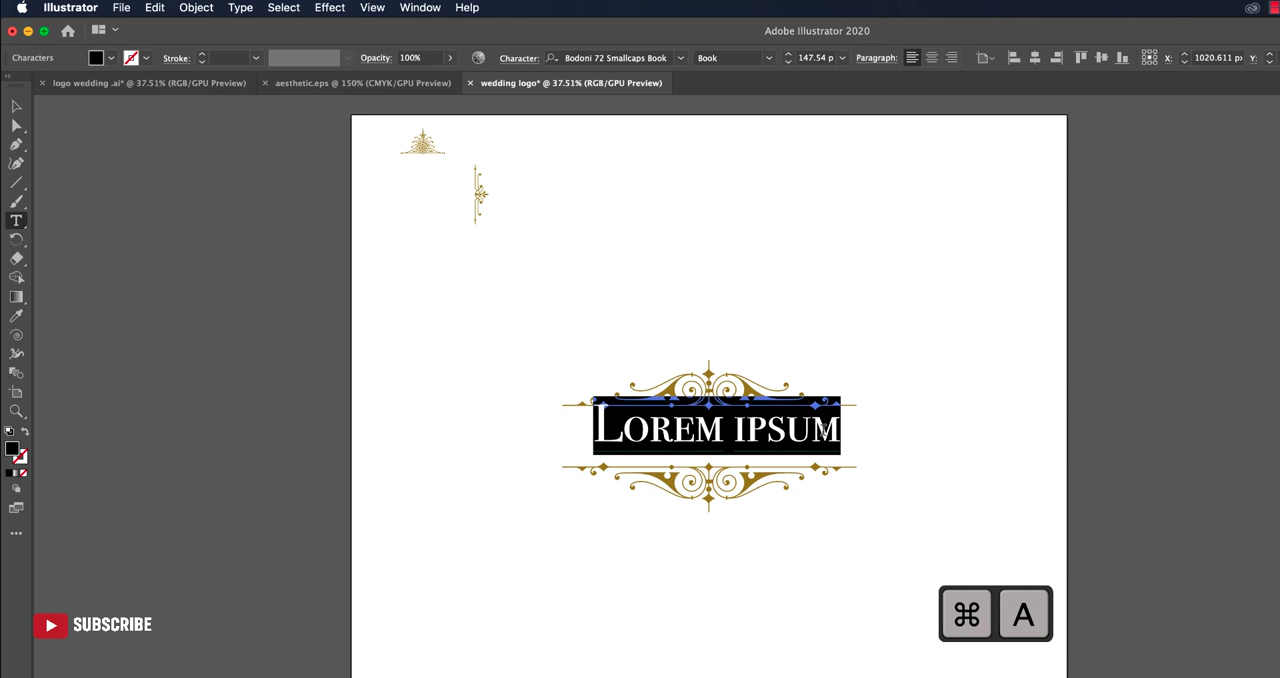 Illustrator File Edit Object Type Select Effect View Window Help
Adobe Illustrator 2020
Characters Stroke: Opacity: 100% Character: Bodoni 72 Smallcaps Book Book 147.54 p Paragraph: X: 1020.611 px Y:
logo wedding .ai* @ 37.51% (RGB/GPU Preview) aesthetic.eps @ 150% (CMYK/GPU Preview) wedding logo* @ 37.51% (RGB/GPU Preview)
LOREM IPSUM
⌘ A
SUBSCRIBE